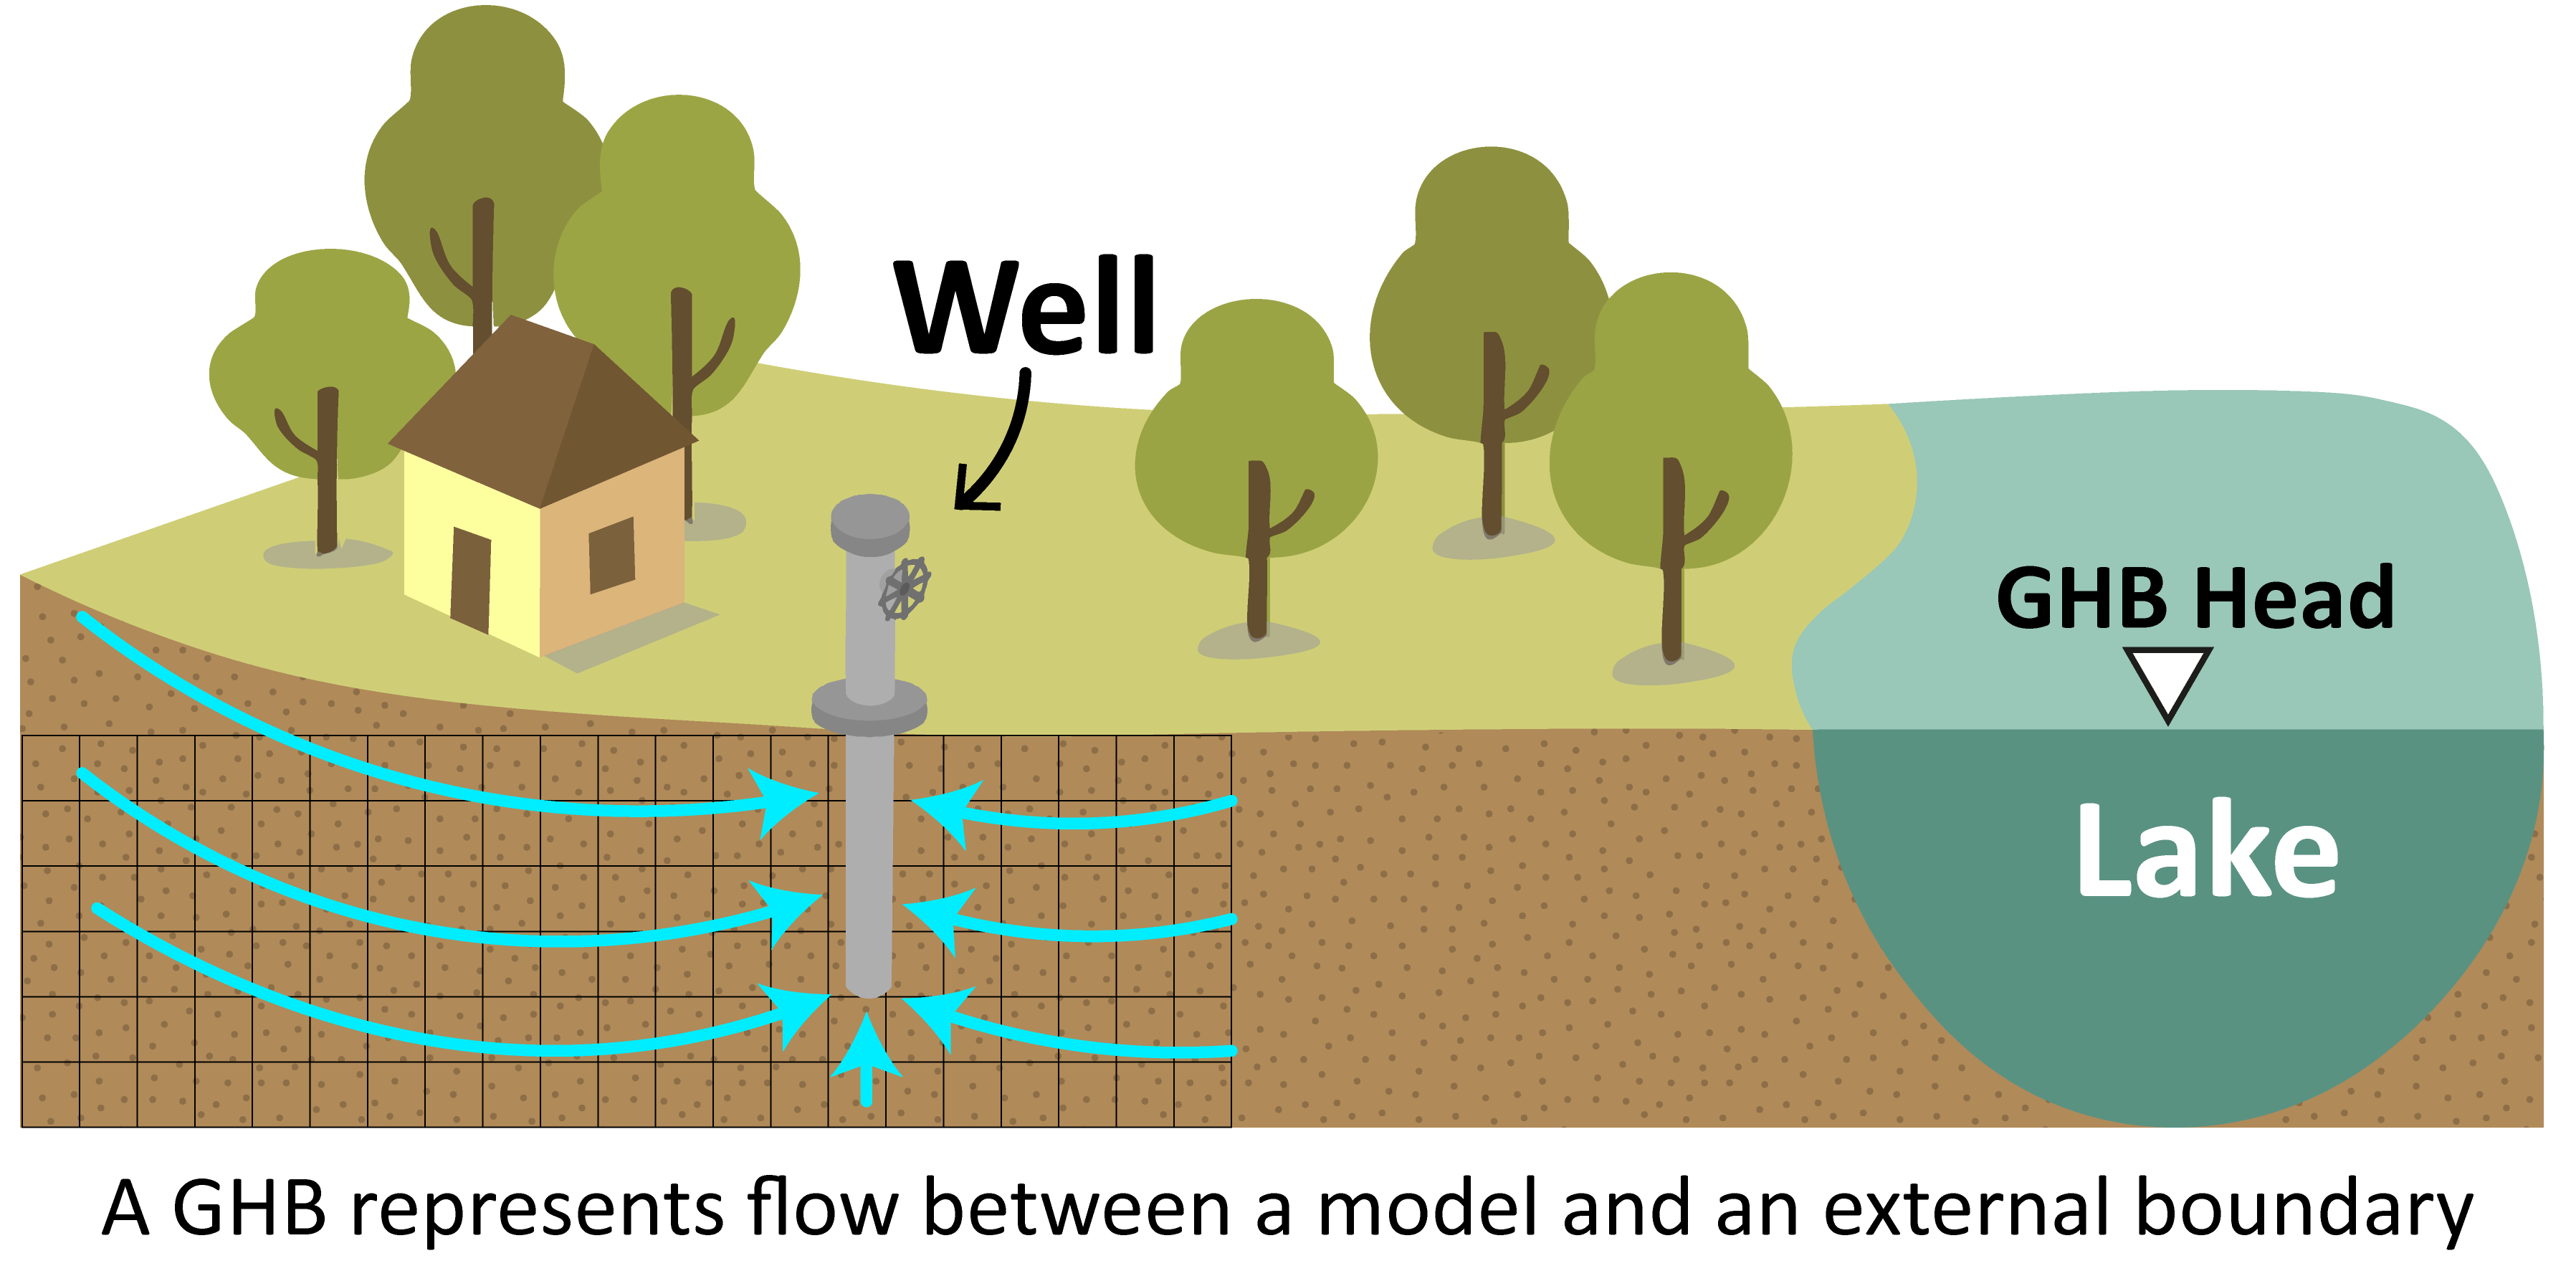 Well
GHB Head
Lake
A GHB represents flow between a model and an external boundary